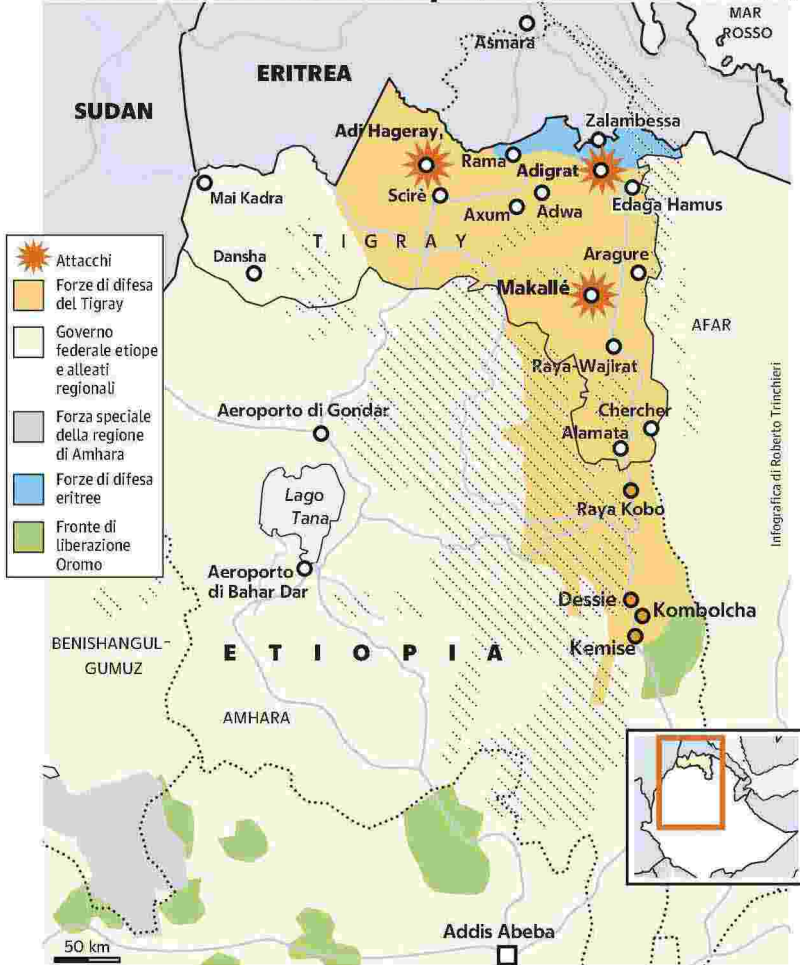 MAR
ROSSO
Asmara
ERITREA
SUDAN
Zalambessa
Adi Hageray
Rama
Adigrat
Mai Kadra
Scirè
Edaga Hamus
Axum
Adwa
TIGRAY
Dansha
Aragure
Makallé
AFAR
Raya-Wajirat
Attacchi
Forze di difesa
del Tigray
Governo
federale etiope
e alleati
regionali
Forza speciale
della regione
di Amhara
Forze di difesa
eritree
Fronte di
liberazione
Oromo
Aeroporto di Gondar
Chercher
Alamata
Lago
Tana
Raya Kobo
Aeroporto
di Bahar Dar
Dessie
Kombolcha
Kemise
BENISHANGUL-
GUMUZ
ETIOPIA
AMHARA
Addis Abeba
50 km
Infografica di Roberto Trinchieri